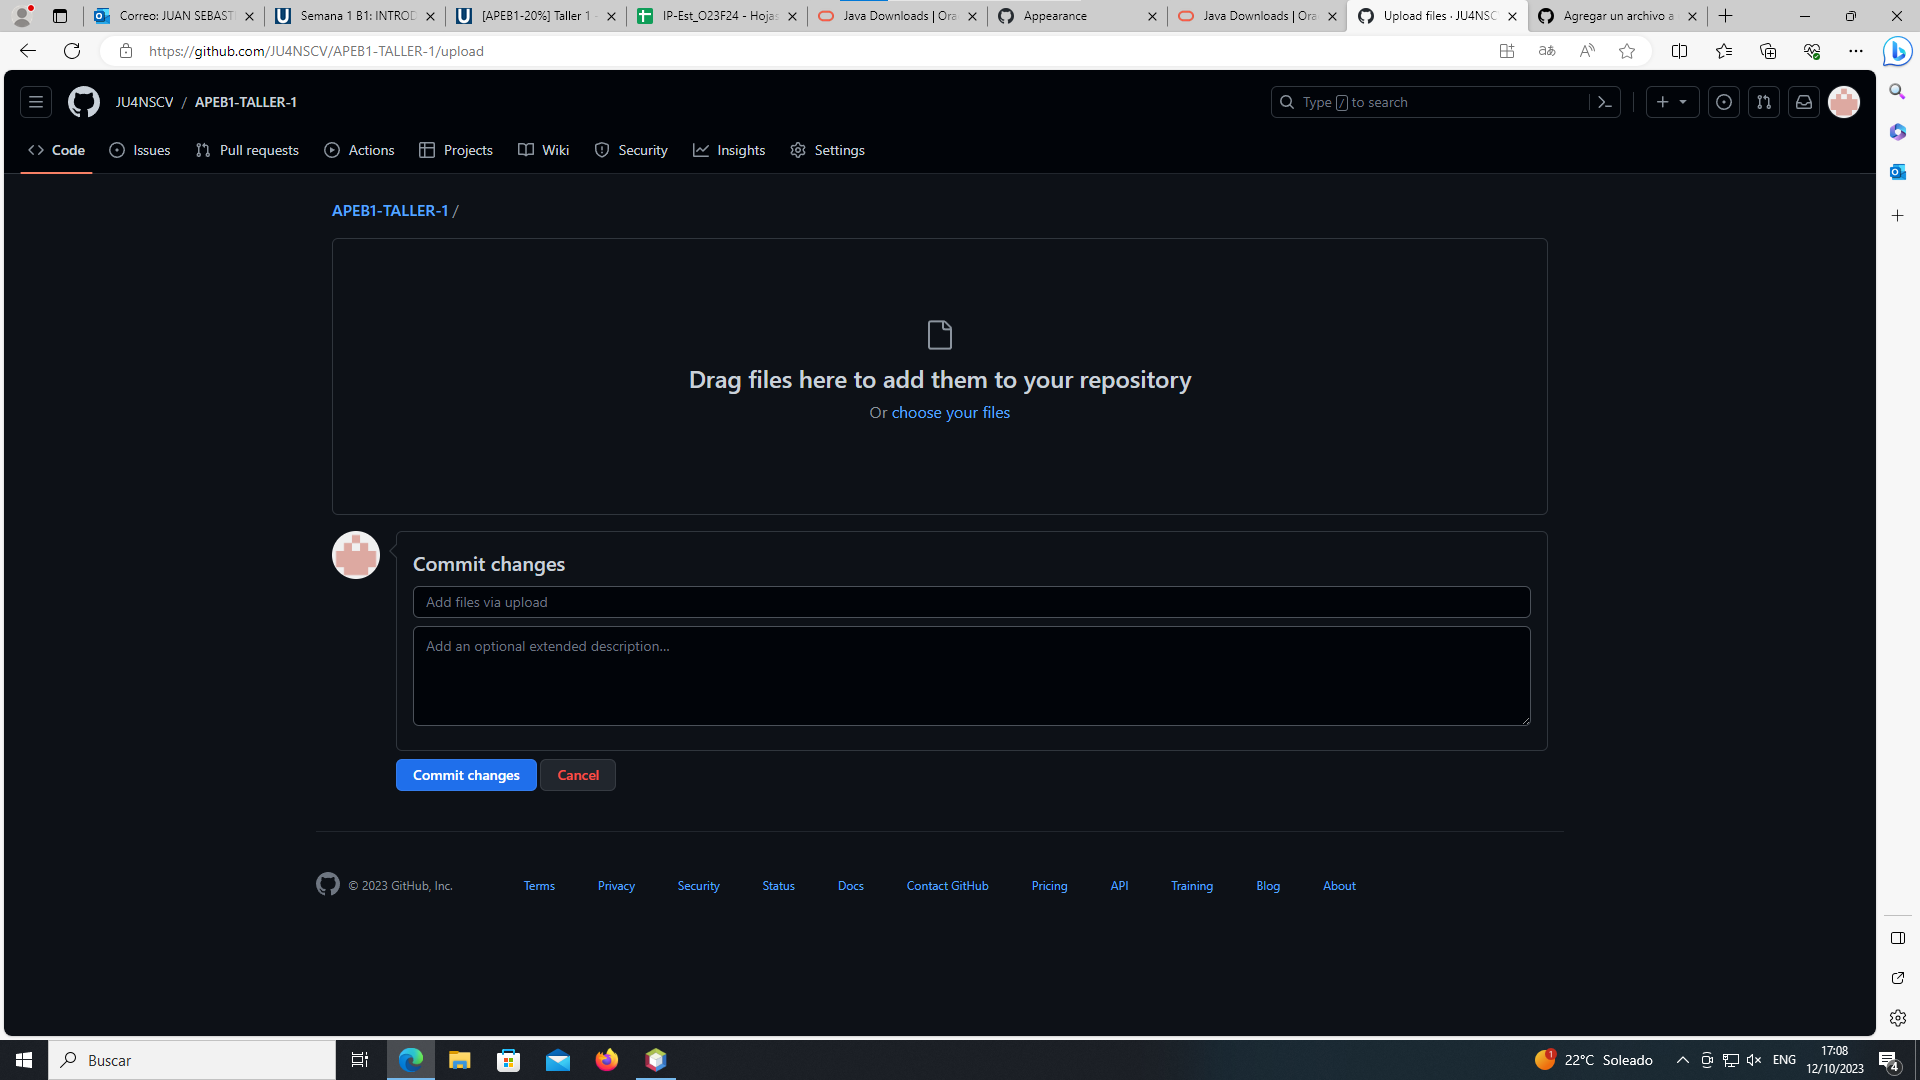 Correo: JUAN SEBASTI
Semana 1 B1: INTROD
[APEB1-20%] Taller 1 -
IP-Est_O23F24 - Hojas
Java Downloads | Ora
Appearance
Java Downloads | Ora
Upload files · JU4NSC
Agregar un archivo a
https://github.com/JU4NSCV/APEB1-TALLER-1/upload
JU4NSCV / APEB1-TALLER-1
Type / to search
Code
Issues
Pull requests
Actions
Projects
Wiki
Security
Insights
Settings
APEB1-TALLER-1 /
Drag files here to add them to your repository
Or choose your files
Commit changes
Add files via upload
Add an optional extended description...
Commit changes
Cancel
© 2023 GitHub, Inc.
Terms
Privacy
Security
Status
Docs
Contact GitHub
Pricing
API
Training
Blog
About
Buscar
1
22°C Soleado
ENG
17:08
12/10/2023
4